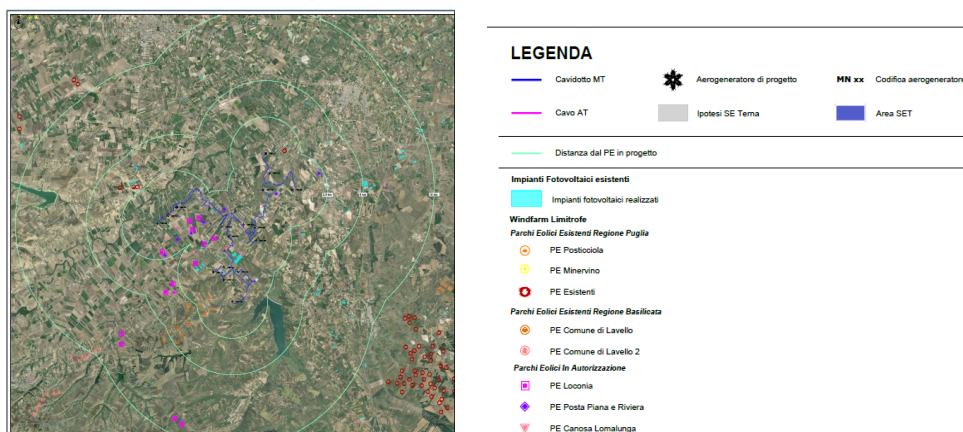 LEGENDA
Cavidotto MT
Aerogeneratore di progetto
MN xx Codifica aerogeneratore
Cavo AT
Ipotesi SE Terna
Area SET
Distanza dal PE in progetto
Impianti Fotovoltaici esistenti
Impianti fotovoltaici realizzati
Windfarm Limitrofe
Parchi Eolici Esistenti Regione Puglia
PE Posticciola
PE Minervino
PE Esistenti
Parchi Eolici Esistenti Regione Basilicata
PE Comune di Lavello
PE Comune di Lavello 2
Parchi Eolici In Autorizzazione
PE Loconia
PE Posta Piana e Riviera
PE Canosa Lomalunga